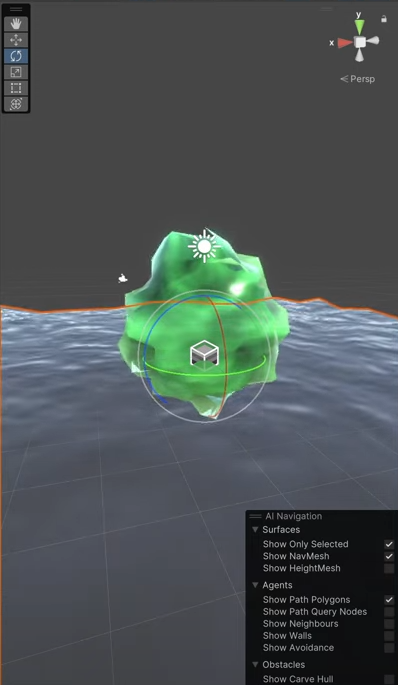 y
x
Persp
AI Navigation
Surfaces
Show Only Selected
Show NavMesh
Show HeightMesh
Agents
Show Path Polygons
Show Path Query Nodes
Show Neighbours
Show Walls
Show Avoidance
Obstacles
Show Carve Hull